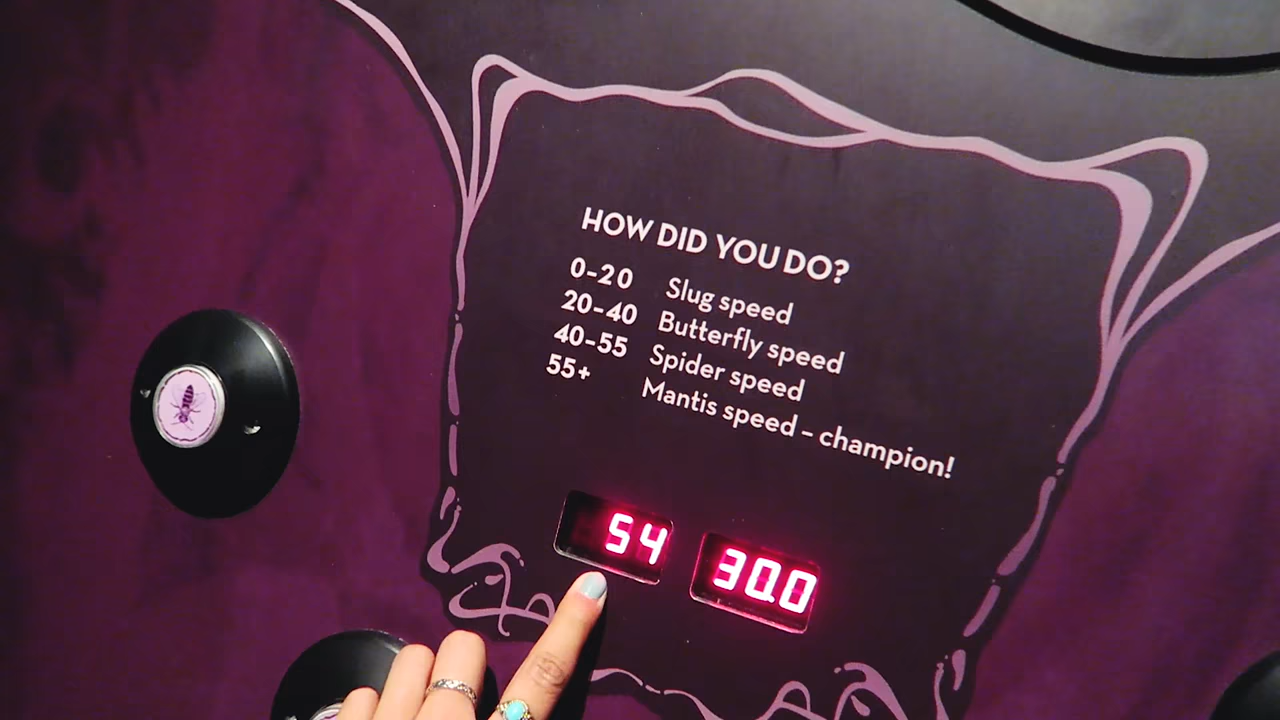 HOW DID YOU DO?
0-20 Slug speed
20-40 Butterfly speed
40-55 Spider speed
55+ Mantis speed – champion!
54 30.0